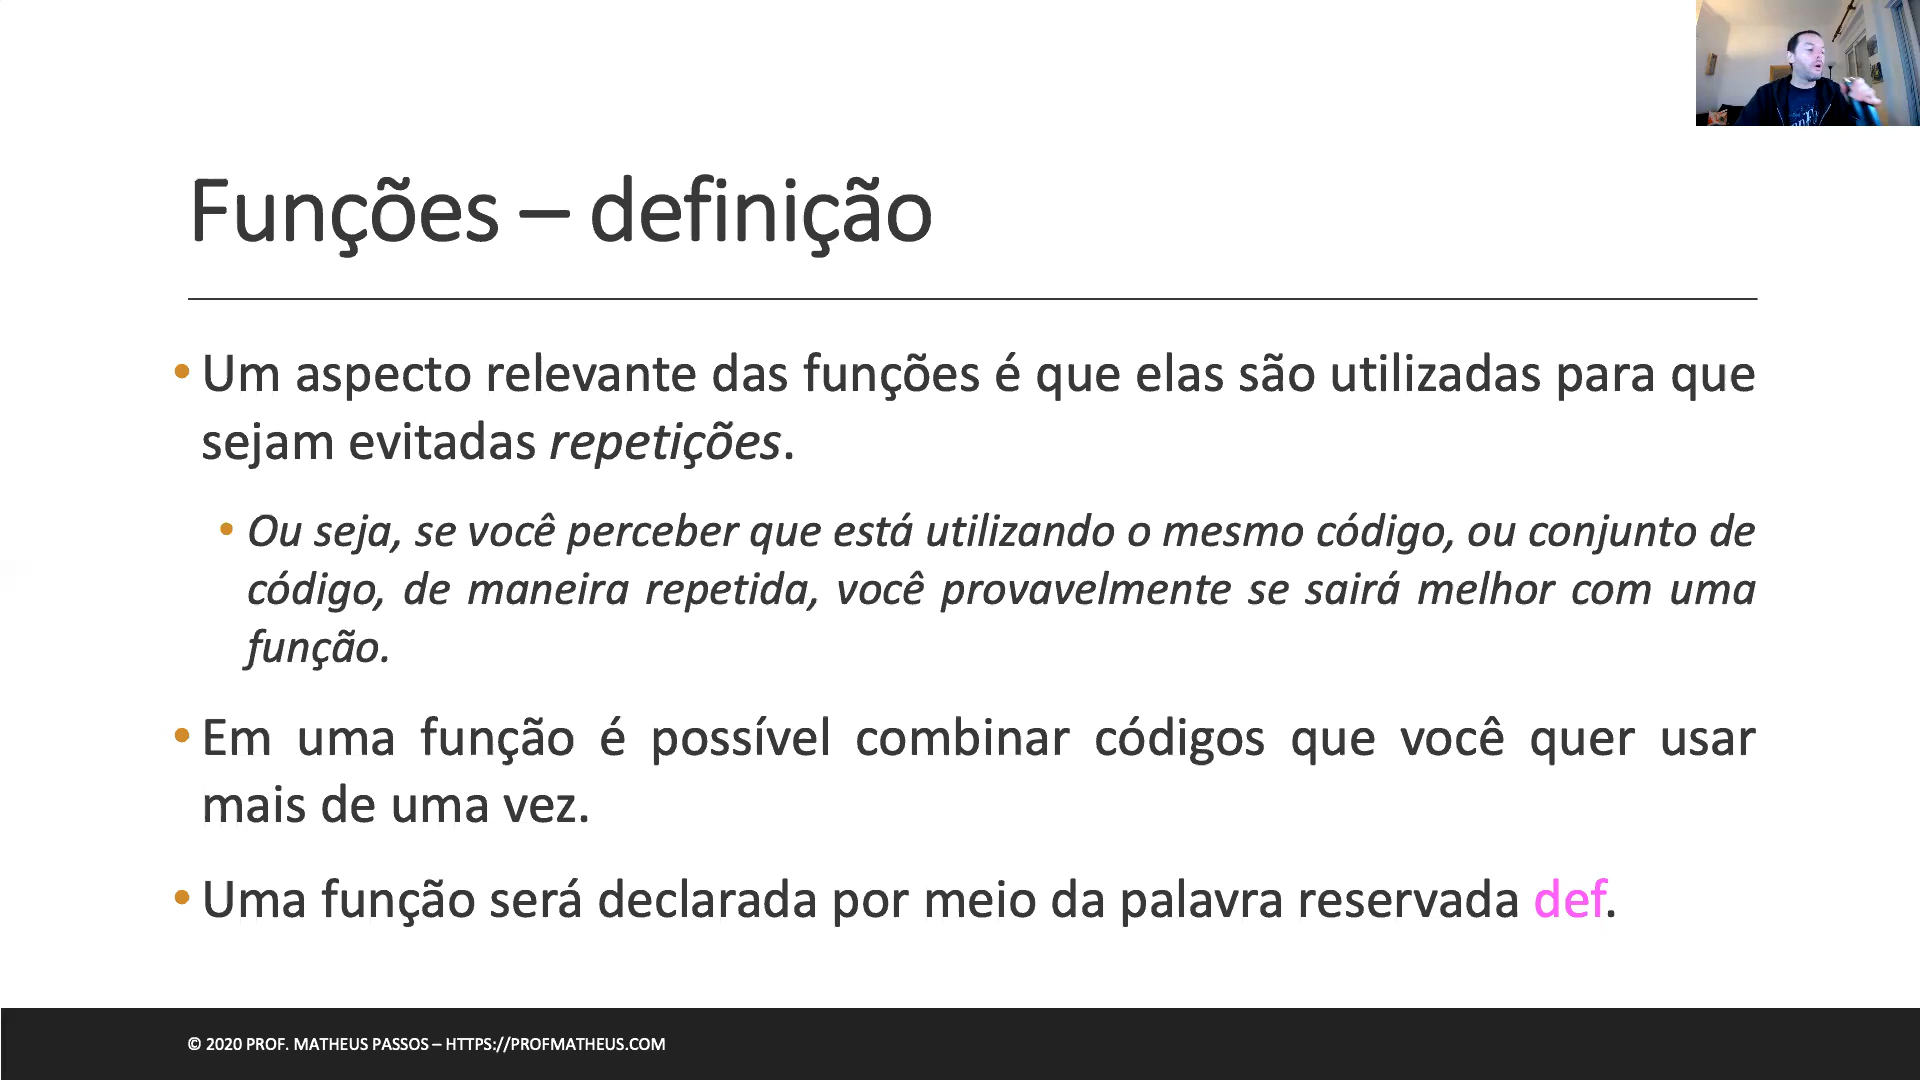 Funções – definição
• Um aspecto relevante das funções é que elas são utilizadas para que
sejam evitadas repetições.
• Ou seja, se você perceber que está utilizando o mesmo código, ou conjunto de
código, de maneira repetida, você provavelmente se sairá melhor com uma
função.
• Em uma função é possível combinar códigos que você quer usar
mais de uma vez.
• Uma função será declarada por meio da palavra reservada def.
© 2020 PROF. MATHEUS PASSOS – HTTPS://PROFMATHEUS.COM